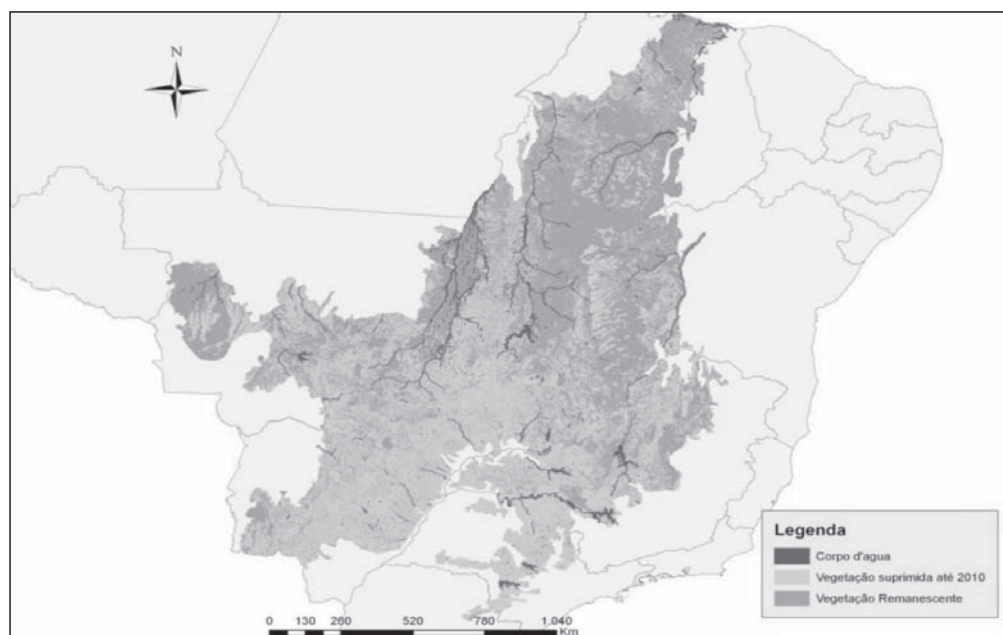 N
Legenda
Corpo d'agua
Vegetação suprimida até 2010
Vegetação Remanescente
0 130 260 520 780 1.040
Km